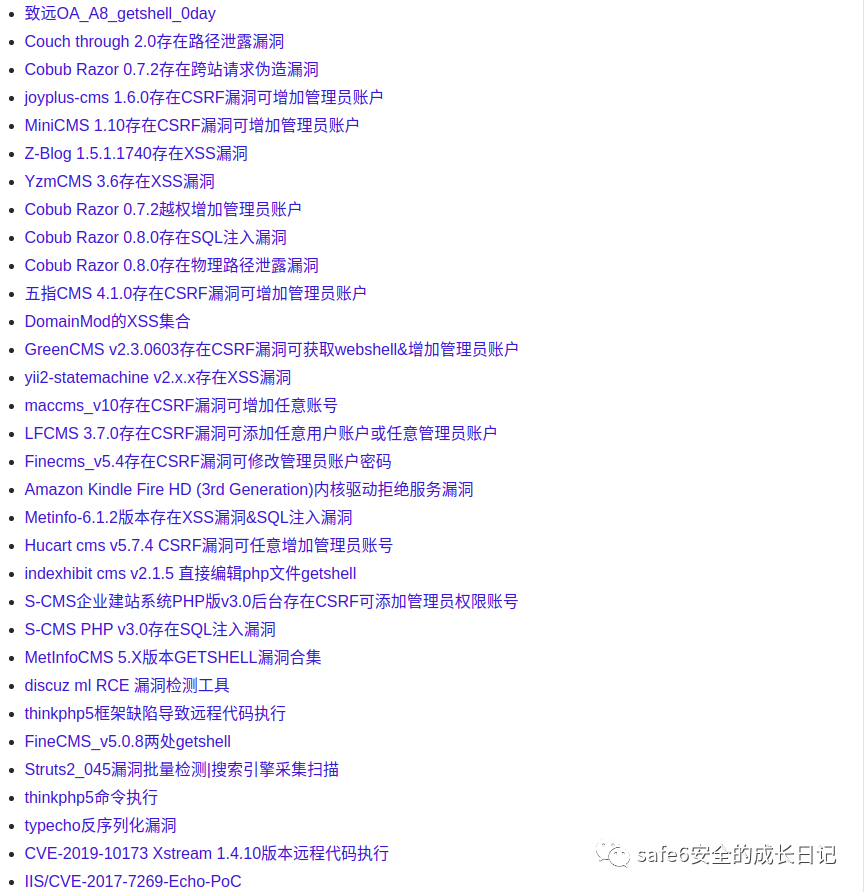 致远OA_A8_getshell_0day
Couch through 2.0存在路径泄露漏洞
Cobub Razor 0.7.2存在跨站请求伪造漏洞
joyplus-cms 1.6.0存在CSRF漏洞可增加管理员账户
MiniCMS 1.10存在CSRF漏洞可增加管理员账户
Z-Blog 1.5.1.1740存在XSS漏洞
YzmCMS 3.6存在XSS漏洞
Cobub Razor 0.7.2越权增加管理员账户
Cobub Razor 0.8.0存在SQL注入漏洞
Cobub Razor 0.8.0存在物理路径泄露漏洞
五指CMS 4.1.0存在CSRF漏洞可增加管理员账户
DomainMod的XSS集合
GreenCMS v2.3.0603存在CSRF漏洞可获取webshell&增加管理员账户
yii2-statemachine v2.x.x存在XSS漏洞
maccms_v10存在CSRF漏洞可增加任意账号
LFCMS 3.7.0存在CSRF漏洞可添加任意用户账户或任意管理员账户
Finecms_v5.4存在CSRF漏洞可修改管理员账户密码
Amazon Kindle Fire HD (3rd Generation)内核驱动拒绝服务漏洞
Metinfo-6.1.2版本存在XSS漏洞&SQL注入漏洞
Hucart cms v5.7.4 CSRF漏洞可任意增加管理员账号
indexhibit cms v2.1.5 直接编辑php文件getshell
S-CMS企业建站系统PHP版v3.0后台存在CSRF可添加管理员权限账号
S-CMS PHP v3.0存在SQL注入漏洞
MetInfoCMS 5.X版本GETSHELL漏洞合集
discuz ml RCE 漏洞检测工具
thinkphp5框架缺陷导致远程代码执行
FineCMS_v5.0.8两处getshell
Struts2_045漏洞批量检测|搜索引擎采集扫描
thinkphp5命令执行
typecho反序列化漏洞
CVE-2019-10173 Xstream 1.4.10版本远程代码执行
IIS/CVE-2017-7269-Echo-PoC
safe6安全的成长日记